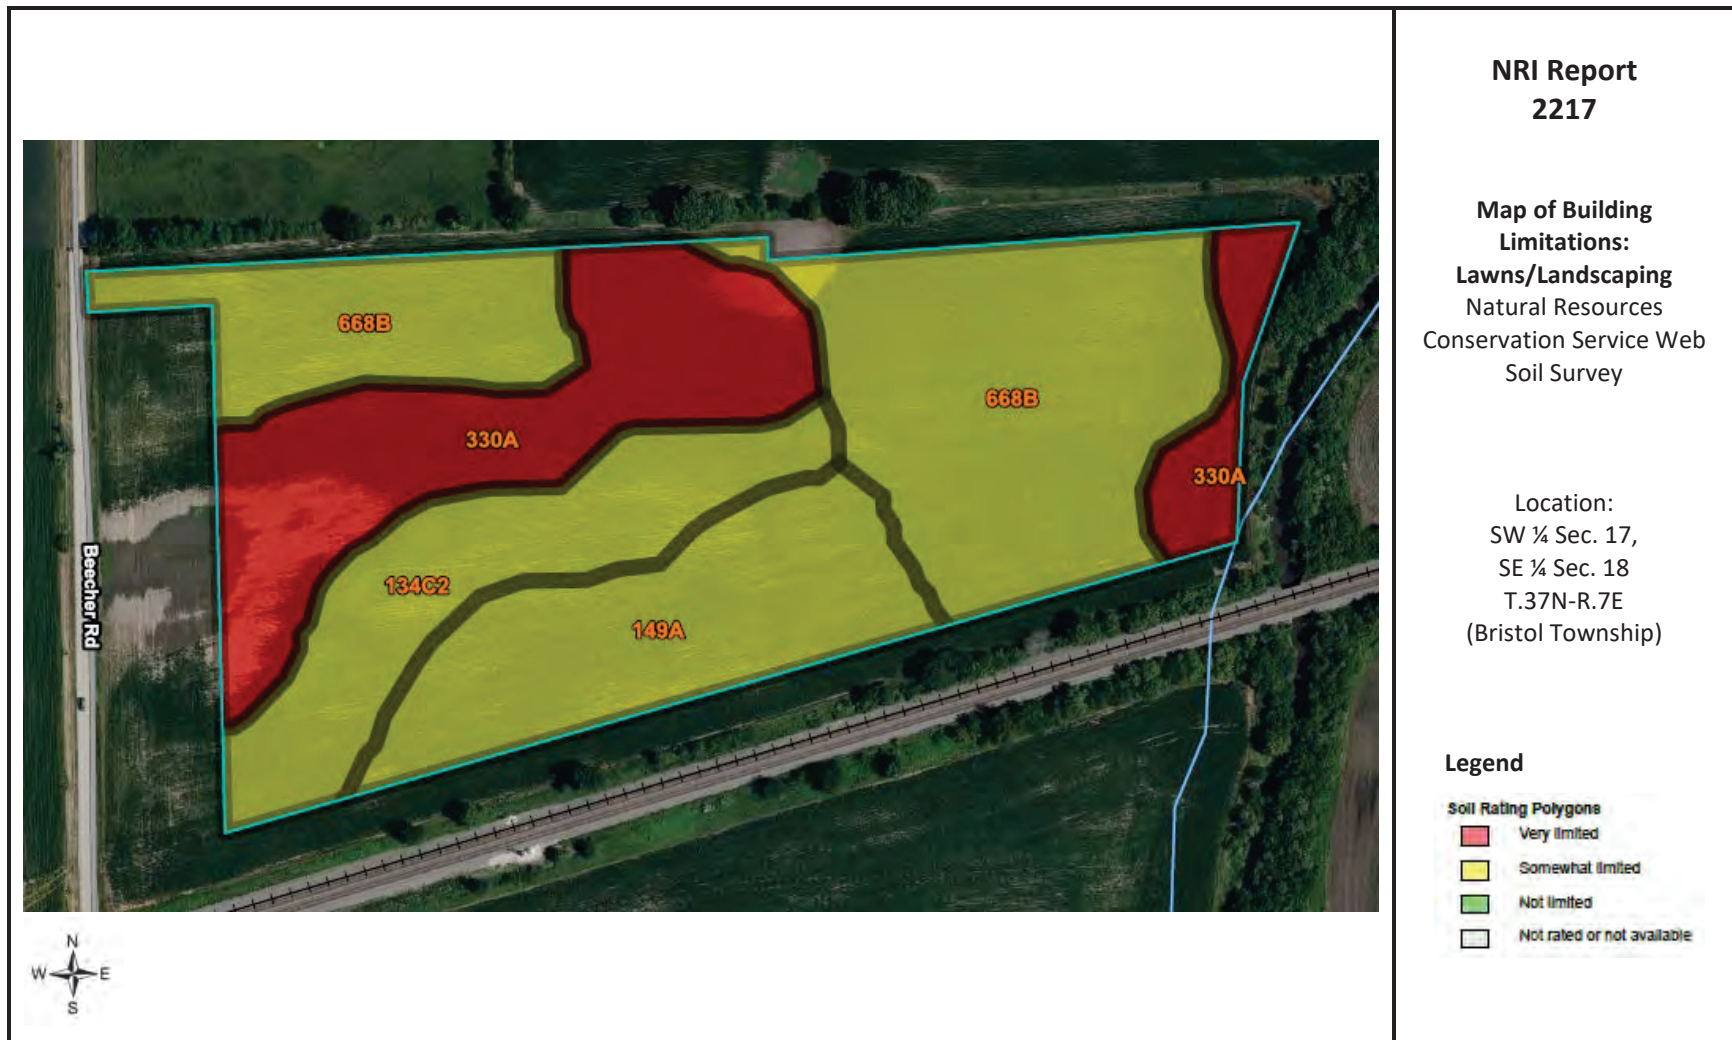 NRI Report
2217
Map of Building
Limitations:
Lawns/Landscaping
Natural Resources
Conservation Service Web
Soil Survey
Location:
SW ¼ Sec. 17,
SE ¼ Sec. 18
T.37N-R.7E
(Bristol Township)
Legend
Soil Rating Polygons
Very limited
Somewhat limited
Not limited
Not rated or not available
668B
330A
668B
330A
134C2
149A
Beecher Rd
N
W E
S